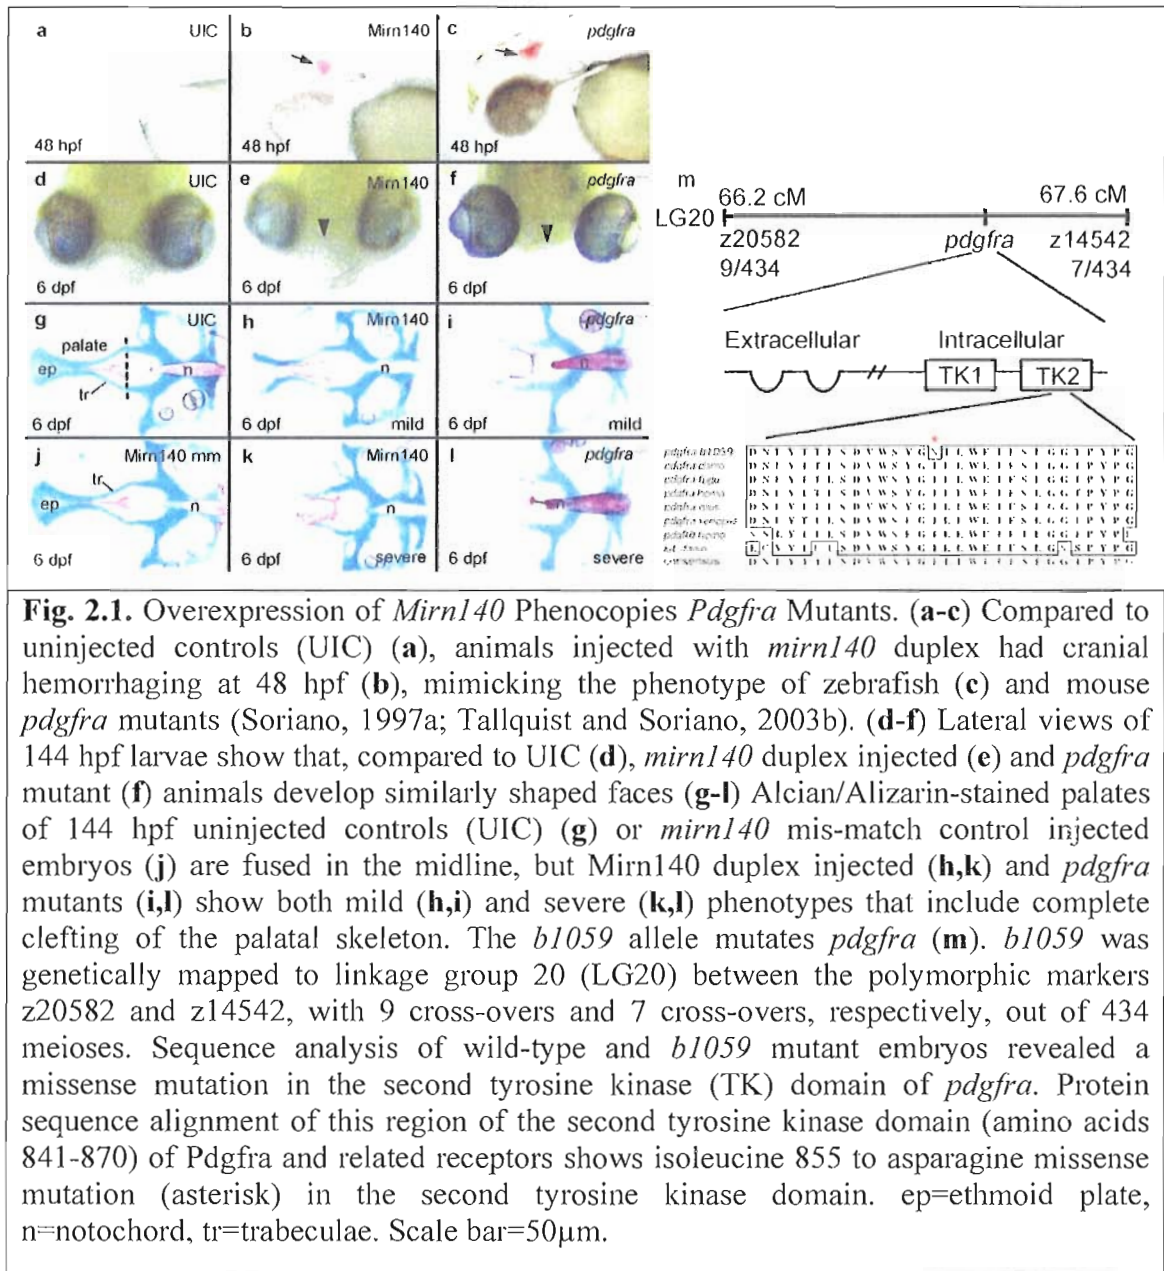 a UIC b Mirn140 c pdgfra
48 hpf 48 hpf 48 hpf
d UIC e Mirn140 f pdgfra
6 dpf 6 dpf 6 dpf
g UIC h Mirn140 i pdgfra
palate
ep n n n
tr
6 dpf 6 dpf mild 6 dpf mild
j Mirn140 mm k Mirn140 l pdgfra
tr
ep n n n
6 dpf 6 dpf severe 6 dpf severe
m
66.2 cM 67.6 cM
LG20
z20582 pdgfra z14542
9/434 7/434
Extracellular Intracellular
TK1 TK2
Fig. 2.1. Overexpression of Mirn140 Phenocopies Pdgfra Mutants. (a-c) Compared to
uninjected controls (UIC) (a), animals injected with mirn140 duplex had cranial
hemorrhaging at 48 hpf (b), mimicking the phenotype of zebrafish (c) and mouse
pdgfra mutants (Soriano, 1997a; Tallquist and Soriano, 2003b). (d-f) Lateral views of
144 hpf larvae show that, compared to UIC (d), mirn140 duplex injected (e) and pdgfra
mutant (f) animals develop similarly shaped faces (g-l) Alcian/Alizarin-stained palates
of 144 hpf uninjected controls (UIC) (g) or mirn140 mis-match control injected
embryos (j) are fused in the midline, but Mirn140 duplex injected (h,k) and pdgfra
mutants (i,l) show both mild (h,i) and severe (k,l) phenotypes that include complete
clefting of the palatal skeleton. The b1059 allele mutates pdgfra (m). b1059 was
genetically mapped to linkage group 20 (LG20) between the polymorphic markers
z20582 and z14542, with 9 cross-overs and 7 cross-overs, respectively, out of 434
meioses. Sequence analysis of wild-type and b1059 mutant embryos revealed a
missense mutation in the second tyrosine kinase (TK) domain of pdgfra. Protein
sequence alignment of this region of the second tyrosine kinase domain (amino acids
841-870) of Pdgfra and related receptors shows isoleucine 855 to asparagine missense
mutation (asterisk) in the second tyrosine kinase domain. ep=ethmoid plate,
n=notochord, tr=trabeculae. Scale bar=50μm.